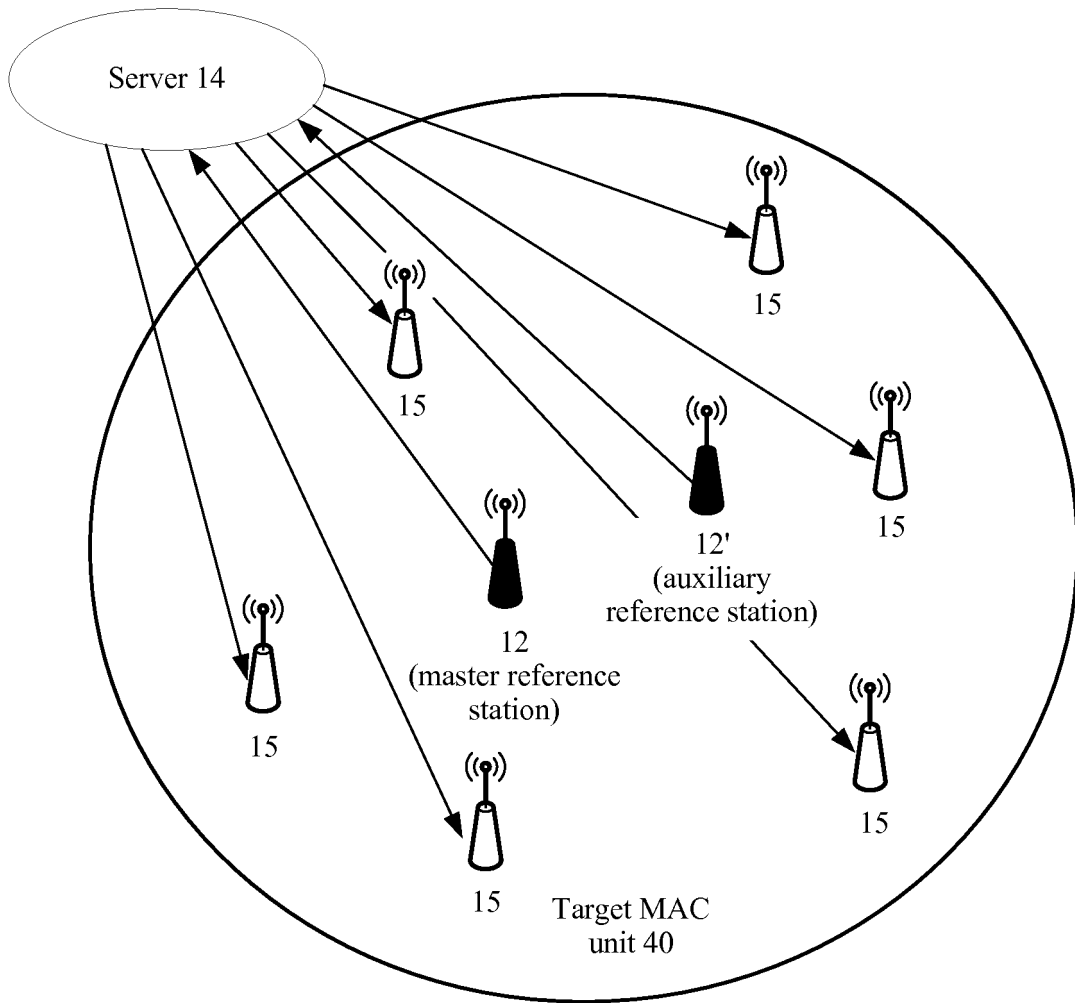 Server 14
15
15
15
12'
(auxiliary
reference station)
12
(master reference
station)
15
15
15
Target MAC
unit 40